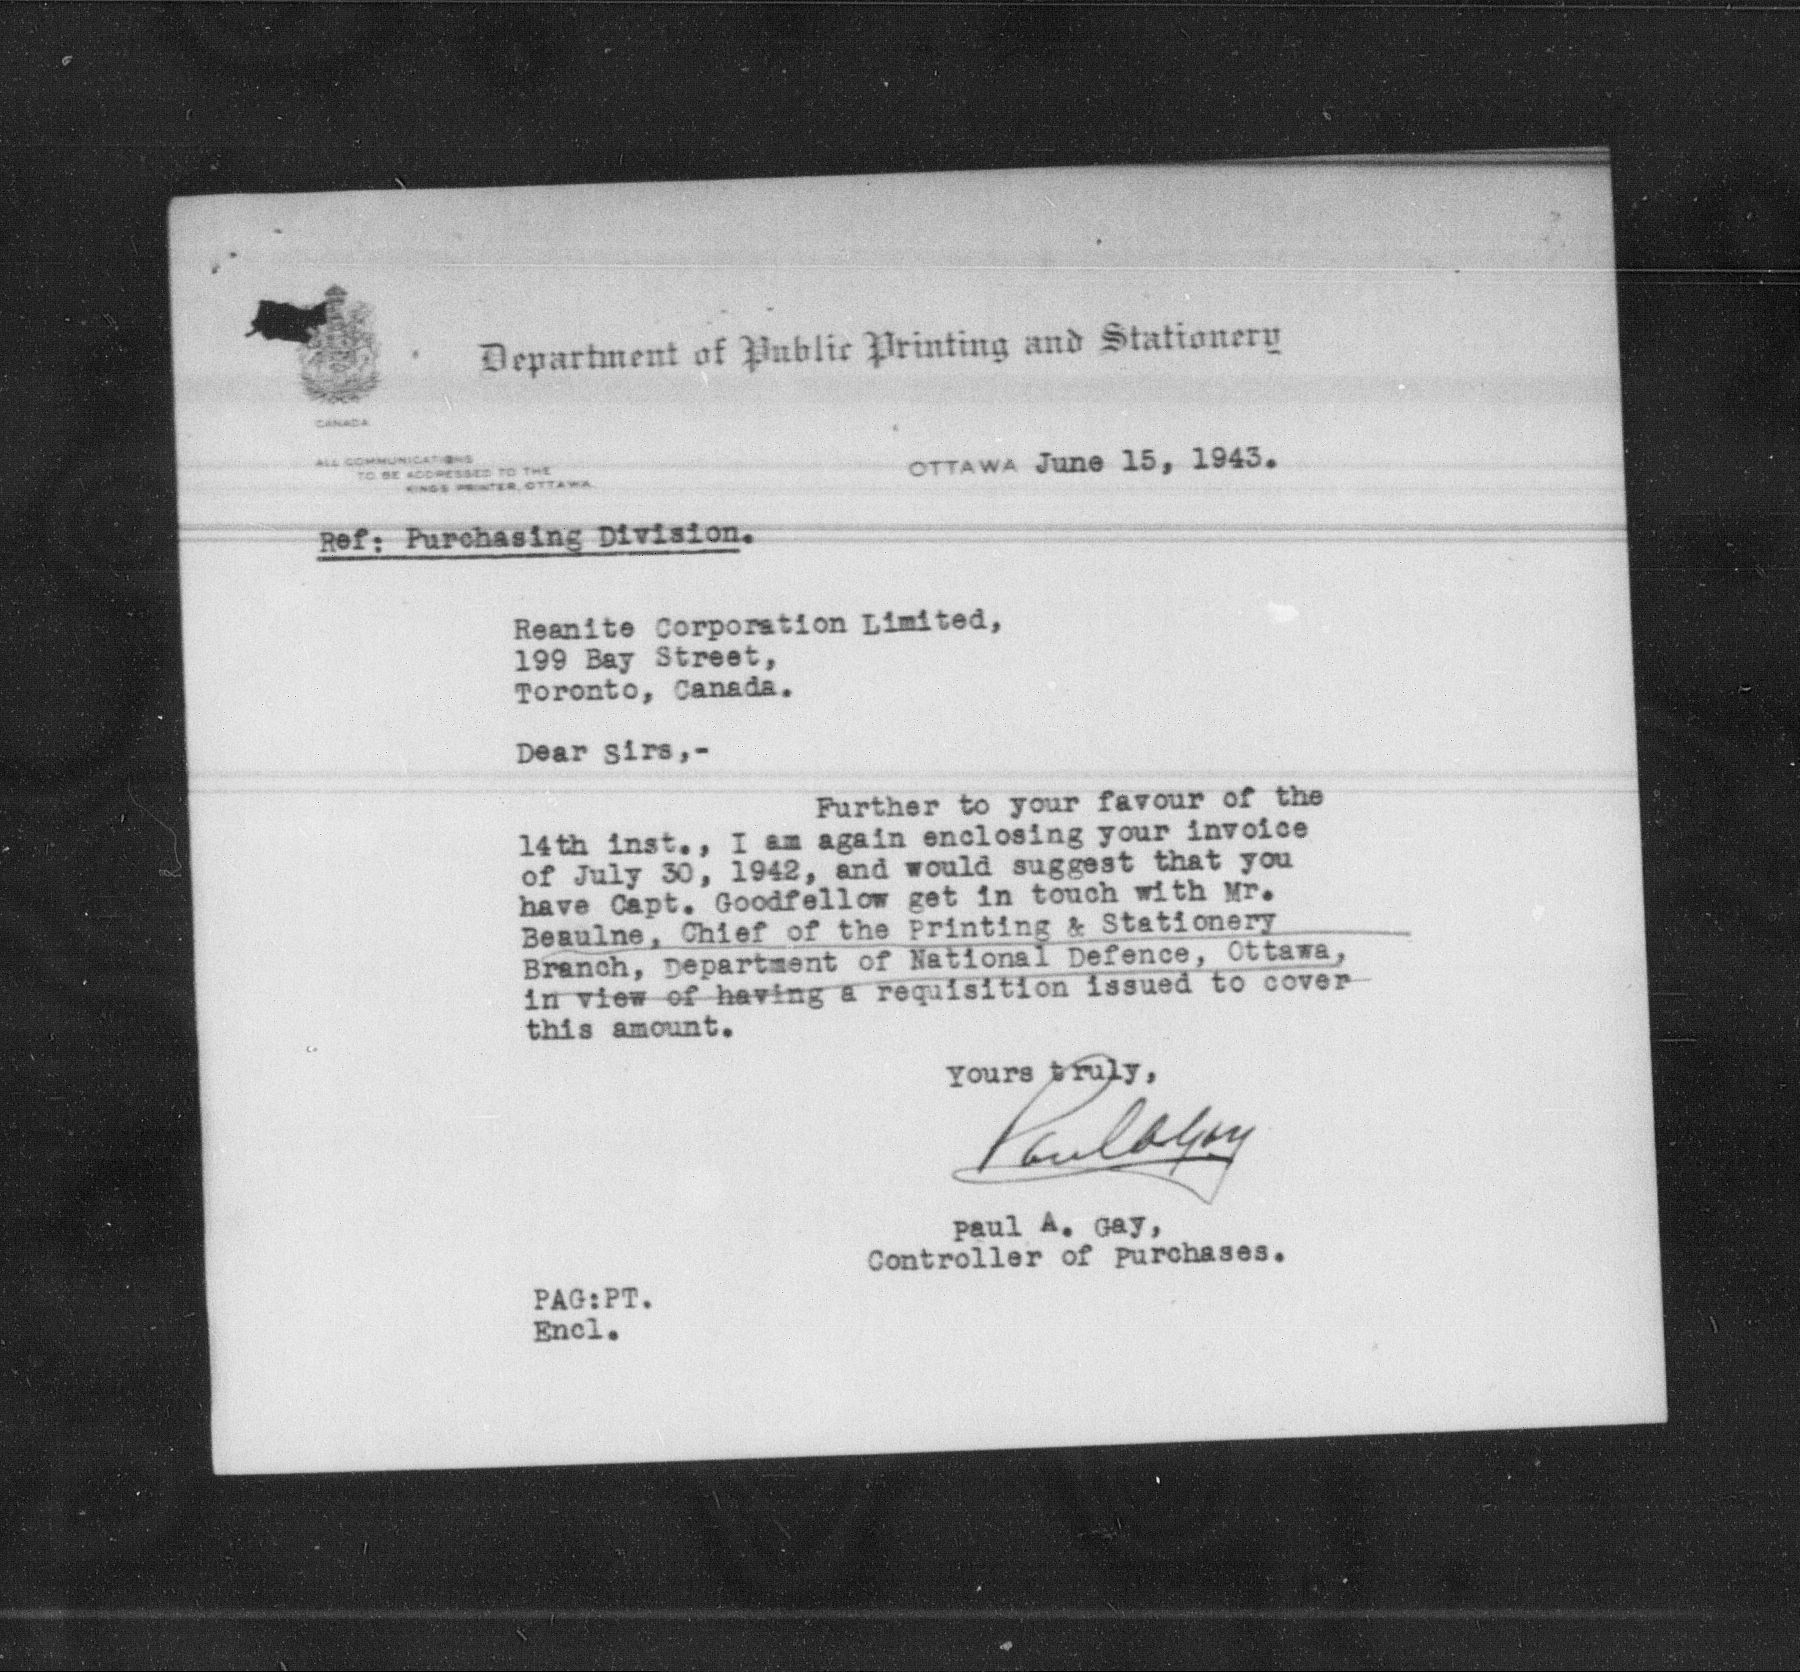 Department of Public Printing and Stationery
CANADA
ALL COMMUNICATIONS
TO BE ADDRESSED TO THE
KING'S PRINTER, OTTAWA.
OTTAWA June 15, 1943.
Ref: Purchasing Division.
Reanite Corporation Limited,
199 Bay Street,
Toronto, Canada.
Dear Sirs,-
Further to your favour of the
14th inst., I am again enclosing your invoice
of July 30, 1942, and would suggest that you
have Capt. Goodfellow get in touch with Mr.
Beaulne, Chief of the Printing & Stationery
Branch, Department of National Defence, Ottawa,
in view of having a requisition issued to cover
this amount.
Yours truly,
Paul A Gay
Paul A. Gay,
Controller of Purchases.
PAG:PT.
Encl.